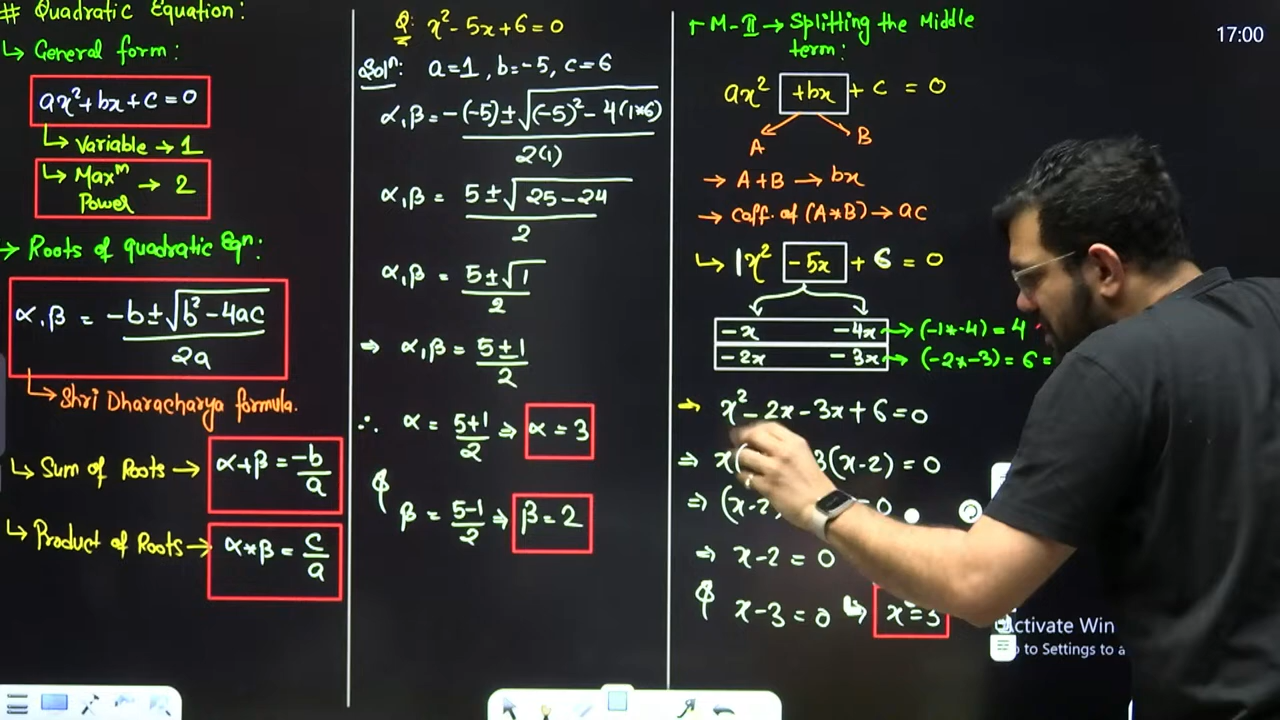 # Quadratic Equation:
↳ General form:
ax²+bx+c=0
↳ Variable → 1
↳ Maxᵐ Power → 2
→ Roots of quadratic Eqⁿ:
α,β = (-b±√(b²-4ac))/2a
↳ Shri Dharacharya formula.
↳ Sum of Roots → α+β = -b/a
↳ Product of Roots → α*β = c/a
Q: x²-5x+6=0
Solⁿ: a=1, b=-5, c=6
α,β = (-(-5)±√((-5)²-4(1*6)))/2(1)
α,β = (5±√(25-24))/2
α,β = (5±√1)/2
⇒ α,β = (5±1)/2
∴ α = (5+1)/2 ⇒ α=3
β = (5-1)/2 ⇒ β=2
M-II → Splitting the Middle
term:
ax² +bx + c = 0
A B
→ A+B → bx
→ Coff. of (A*B) → ac
↳ 1x² -5x + 6 = 0
-x -4x → (-1*-4) = 4
-2x -3x → (-2*-3) = 6 =
→ x²-2x-3x+6=0
⇒ x( 3(x-2) = 0
⇒ (x-2 =0
⇒ x-2 = 0
x-3 = 0 ↳ x=3
17:00
Activate Win
to Settings to a